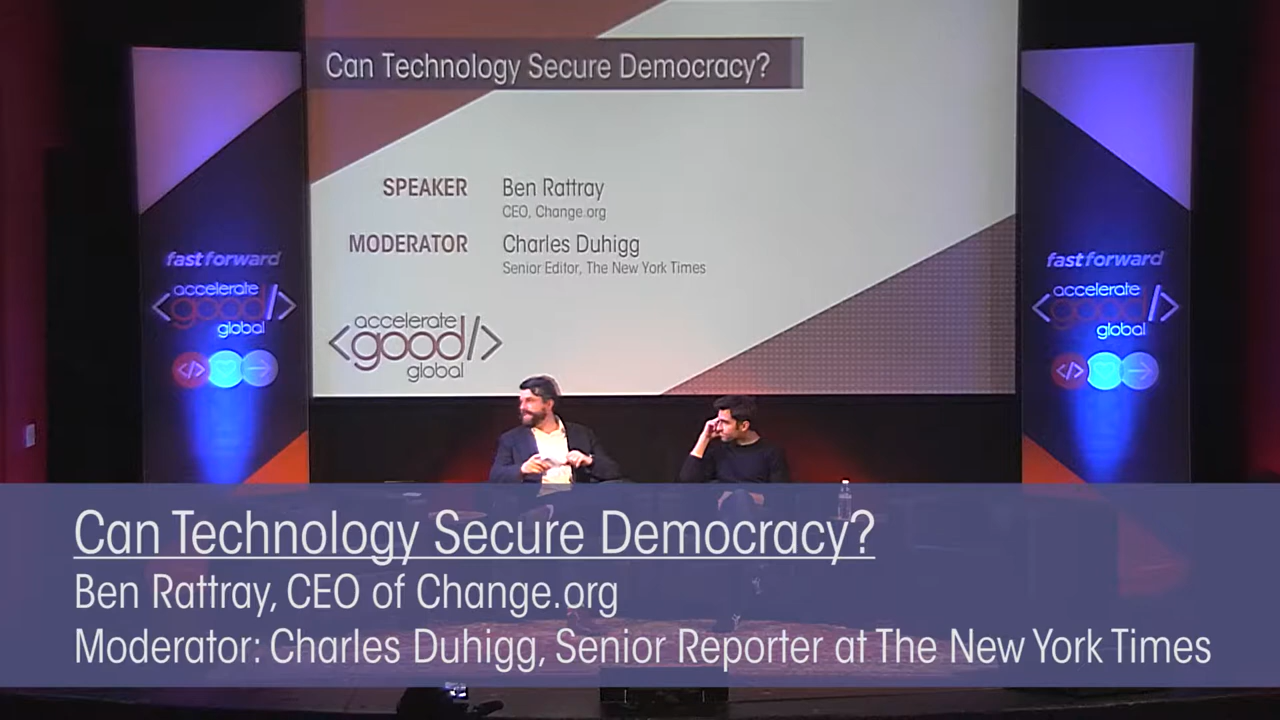 Can Technology Secure Democracy?
SPEAKER Ben Rattray
CEO, Change.org
MODERATOR Charles Duhigg
Senior Editor, The New York Times
accelerate
<good/>
global
fast forward
accelerate
<good/>
global
</>
fast forward
accelerate
<good/>
global
</>
Can Technology Secure Democracy?
Ben Rattray, CEO of Change.org
Moderator: Charles Duhigg, Senior Reporter at The New York Times